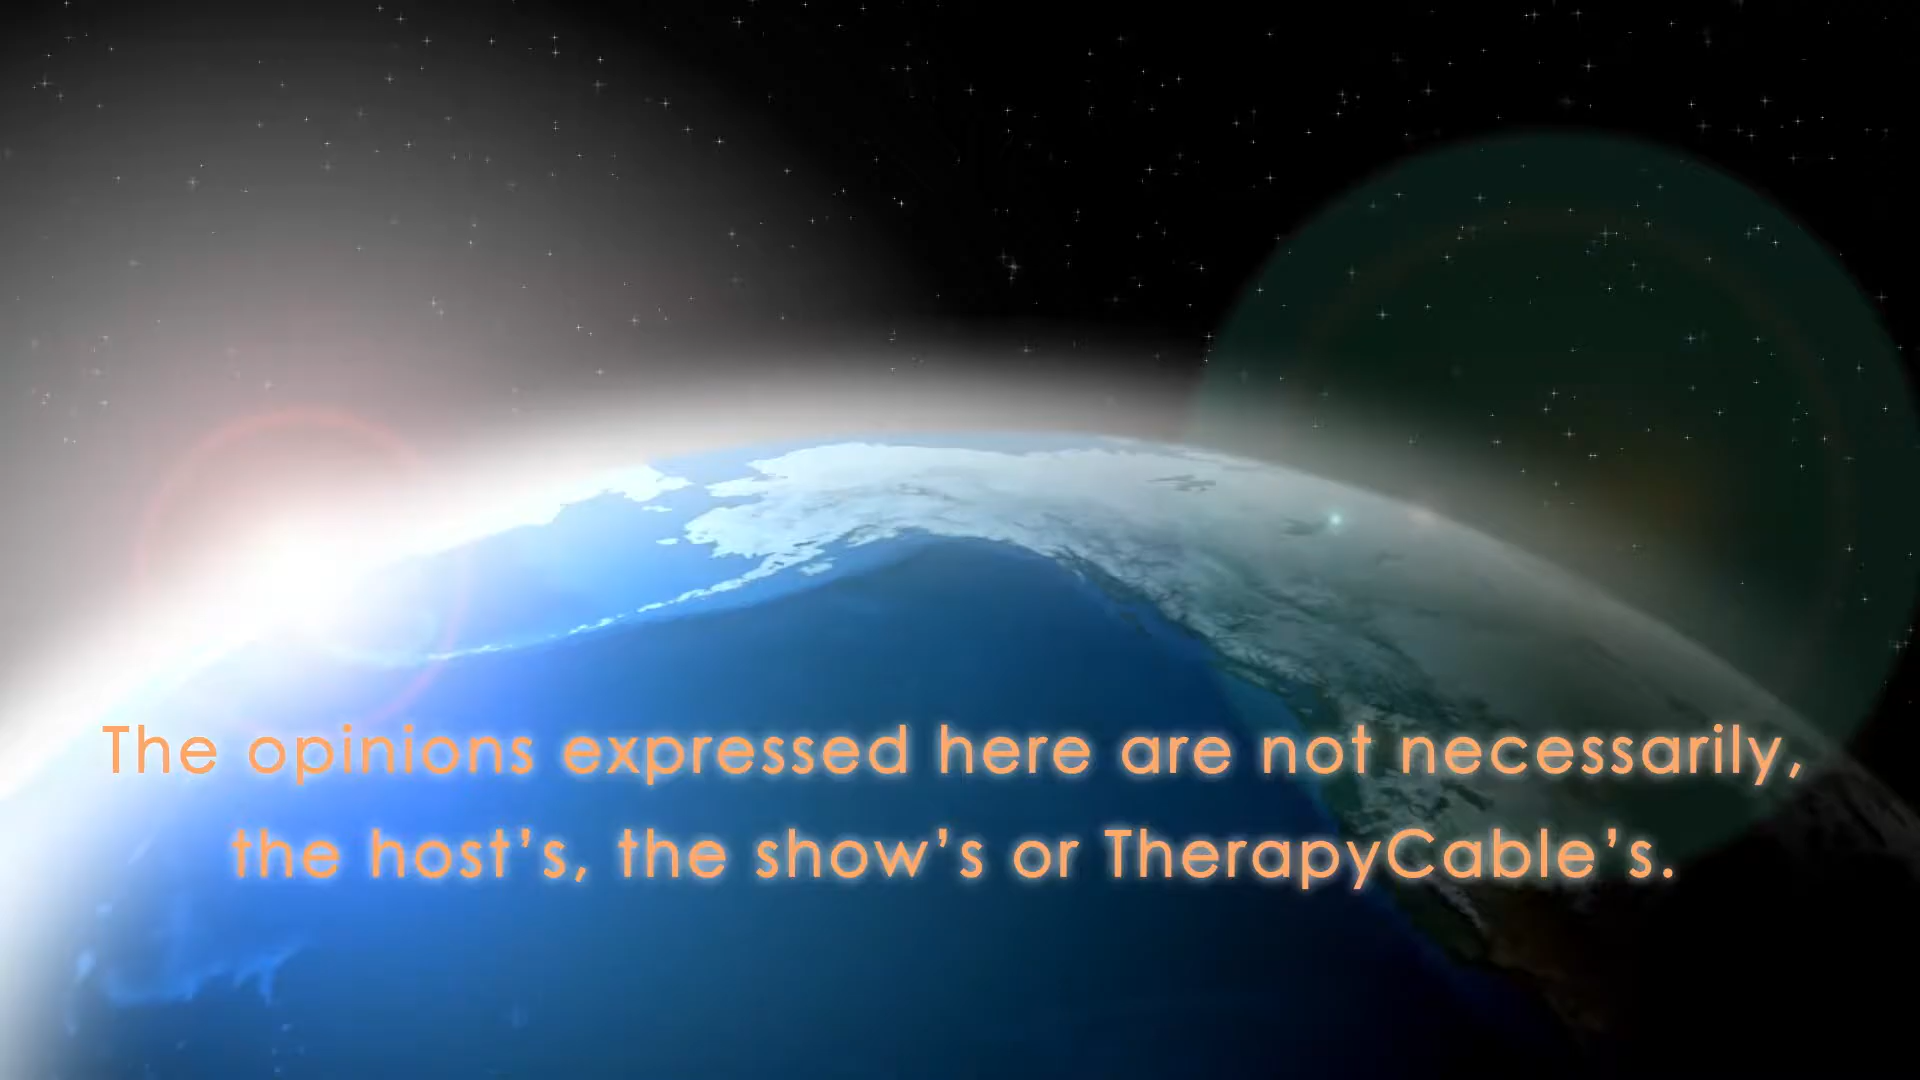 The opinions expressed here are not necessarily,
the host’s, the show’s or TherapyCable’s.